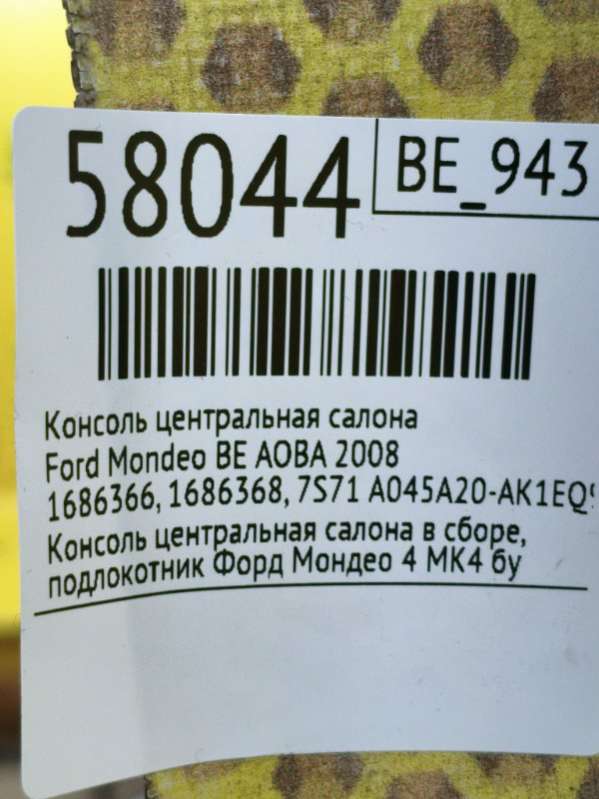 58044
BE_943
Консоль центральная салона
Ford Mondeo BE AOBA 2008
1686366, 1686368, 7S71 A045A20-AK1EQ
Консоль центральная салона в сборе,
подлокотник Форд Мондео 4 МК4 бу